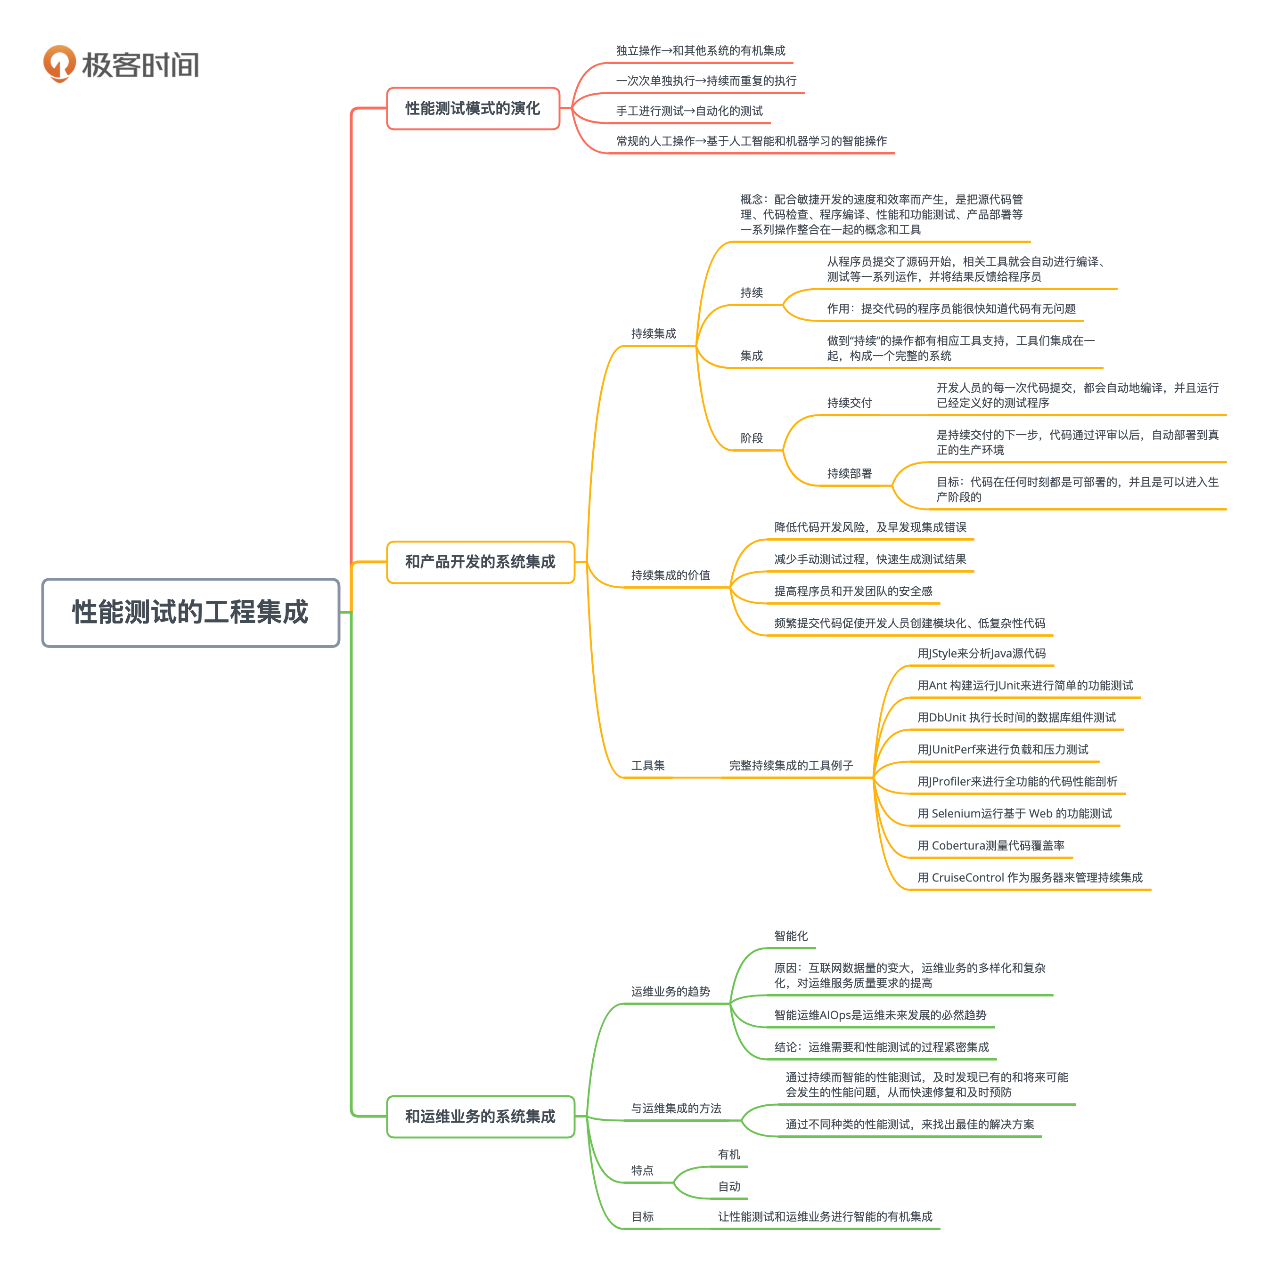 极客时间
性能测试的工程集成
性能测试模式的演化
独立操作→和其他系统的有机集成
一次次单独执行→持续而重复的执行
手工进行测试→自动化的测试
常规的人工操作→基于人工智能和机器学习的智能操作
和产品开发的系统集成
持续集成
概念：配合敏捷开发的速度和效率而产生，是把源代码管
理、代码检查、程序编译、性能和功能测试、产品部署等
一系列操作整合在一起的概念和工具
持续
从程序员提交了源码开始，相关工具就会自动进行编译、
测试等一系列运作，并将结果反馈给程序员
作用：提交代码的程序员能很快知道代码有无问题
集成
做到“持续”的操作都有相应工具支持，工具们集成在一
起，构成一个完整的系统
阶段
持续交付
开发人员的每一次代码提交，都会自动地编译，并且运行
已经定义好的测试程序
持续部署
是持续交付的下一步，代码通过评审以后，自动部署到真
正的生产环境
目标：代码在任何时刻都是可部署的，并且是可以进入生
产阶段的
持续集成的价值
降低代码开发风险，及早发现集成错误
减少手动测试过程，快速生成测试结果
提高程序员和开发团队的安全感
频繁提交代码促使开发人员创建模块化、低复杂性代码
工具集
完整持续集成的工具例子
用JStyle来分析Java源代码
用Ant 构建运行JUnit来进行简单的功能测试
用DbUnit 执行长时间的数据库组件测试
用JUnitPerf来进行负载和压力测试
用JProfiler来进行全功能的代码性能剖析
用 Selenium运行基于 Web 的功能测试
用 Cobertura测量代码覆盖率
用 CruiseControl 作为服务器来管理持续集成
和运维业务的系统集成
运维业务的趋势
智能化
原因：互联网数据量的变大，运维业务的多样化和复杂
化，对运维服务质量要求的提高
智能运维AIOps是运维未来发展的必然趋势
结论：运维需要和性能测试的过程紧密集成
与运维集成的方法
通过持续而智能的性能测试，及时发现已有的和将来可能
会发生的性能问题，从而快速修复和及时预防
通过不同种类的性能测试，来找出最佳的解决方案
特点
有机
自动
目标
让性能测试和运维业务进行智能的有机集成